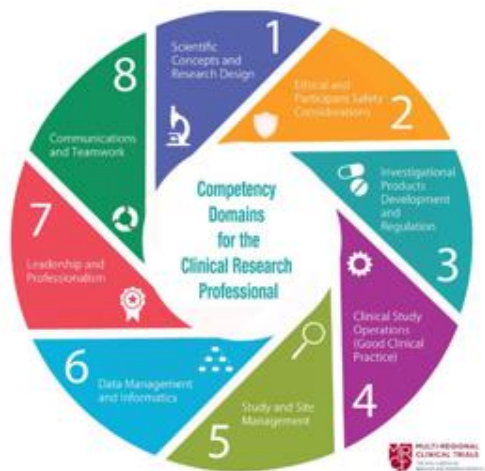 Competency
Domains
for the
Clinical Research
Professional
1
Scientific
Concepts and
Research Design
2
Ethical and
Participant Safety
Considerations
3
Investigational
Products
Development
and
Regulation
4
Clinical Study
Operations
(Good Clinical
Practice)
5
Study and Site
Management
6
Data Management
and Informatics
7
Leadership and
Professionalism
8
Communications
and Teamwork
MULTI-REGIONAL
CLINICAL TRIALS